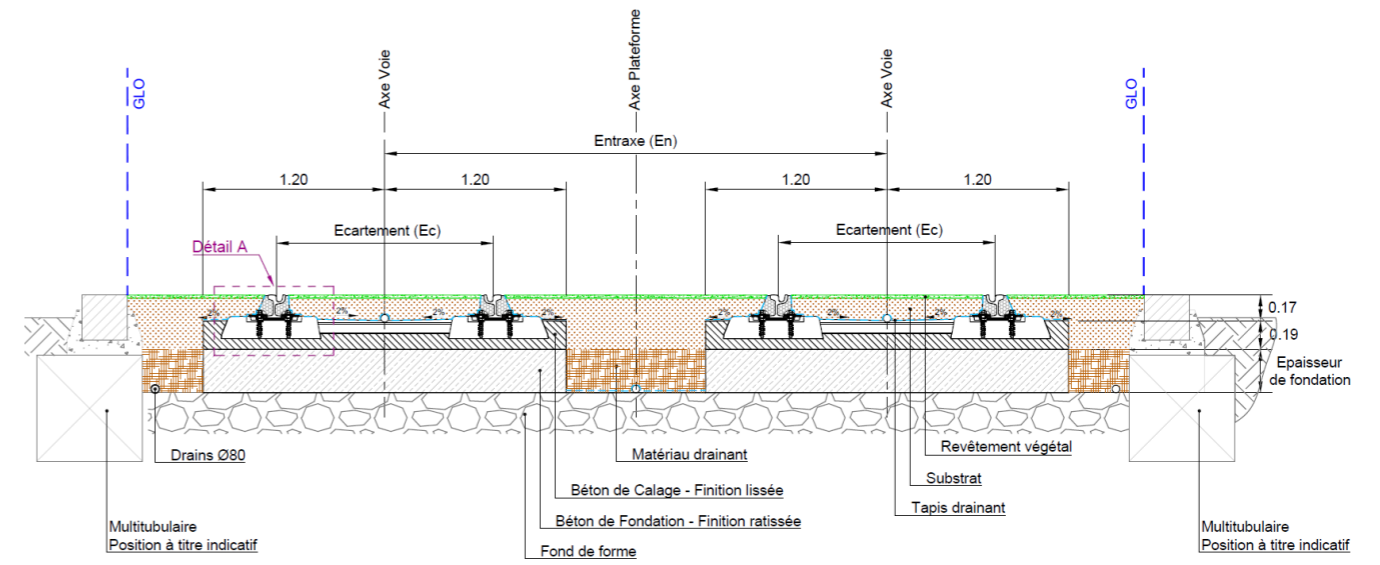 GLO
Axe Voie
Axe Plateforme
Axe Voie
GLO
Entraxe (En)
1.20
1.20
1.20
1.20
Ecartement (Ec)
Ecartement (Ec)
Détail A
2%
2%
2%
2%
2%
2%
2%
2%
0.17
0.19
Epaisseur
de fondation
Drains Ø80
Matériau drainant
Revêtement végétal
Substrat
Béton de Calage - Finition lissée
Tapis drainant
Béton de Fondation - Finition ratissée
Multitubulaire
Position à titre indicatif
Fond de forme
Multitubulaire
Position à titre indicatif